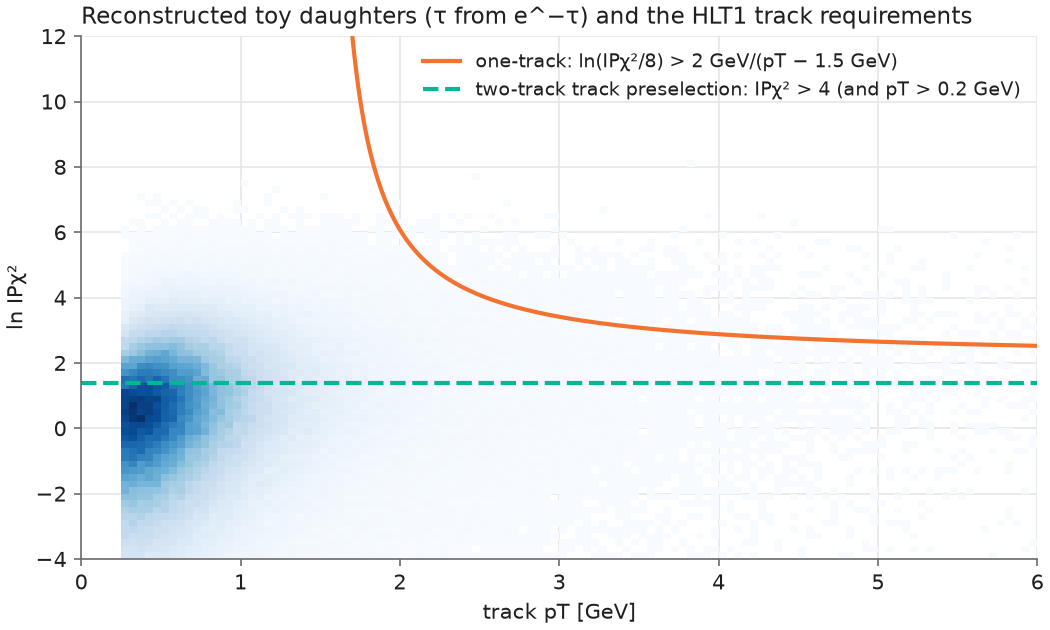 Reconstructed toy daughters (τ from e^−τ) and the HLT1 track requirements
one-track: ln(IPχ²/8) > 2 GeV/(pT − 1.5 GeV)
two-track track preselection: IPχ² > 4 (and pT > 0.2 GeV)
ln IPχ²
12
10
8
6
4
2
0
−2
−4
0 1 2 3 4 5 6
track pT [GeV]